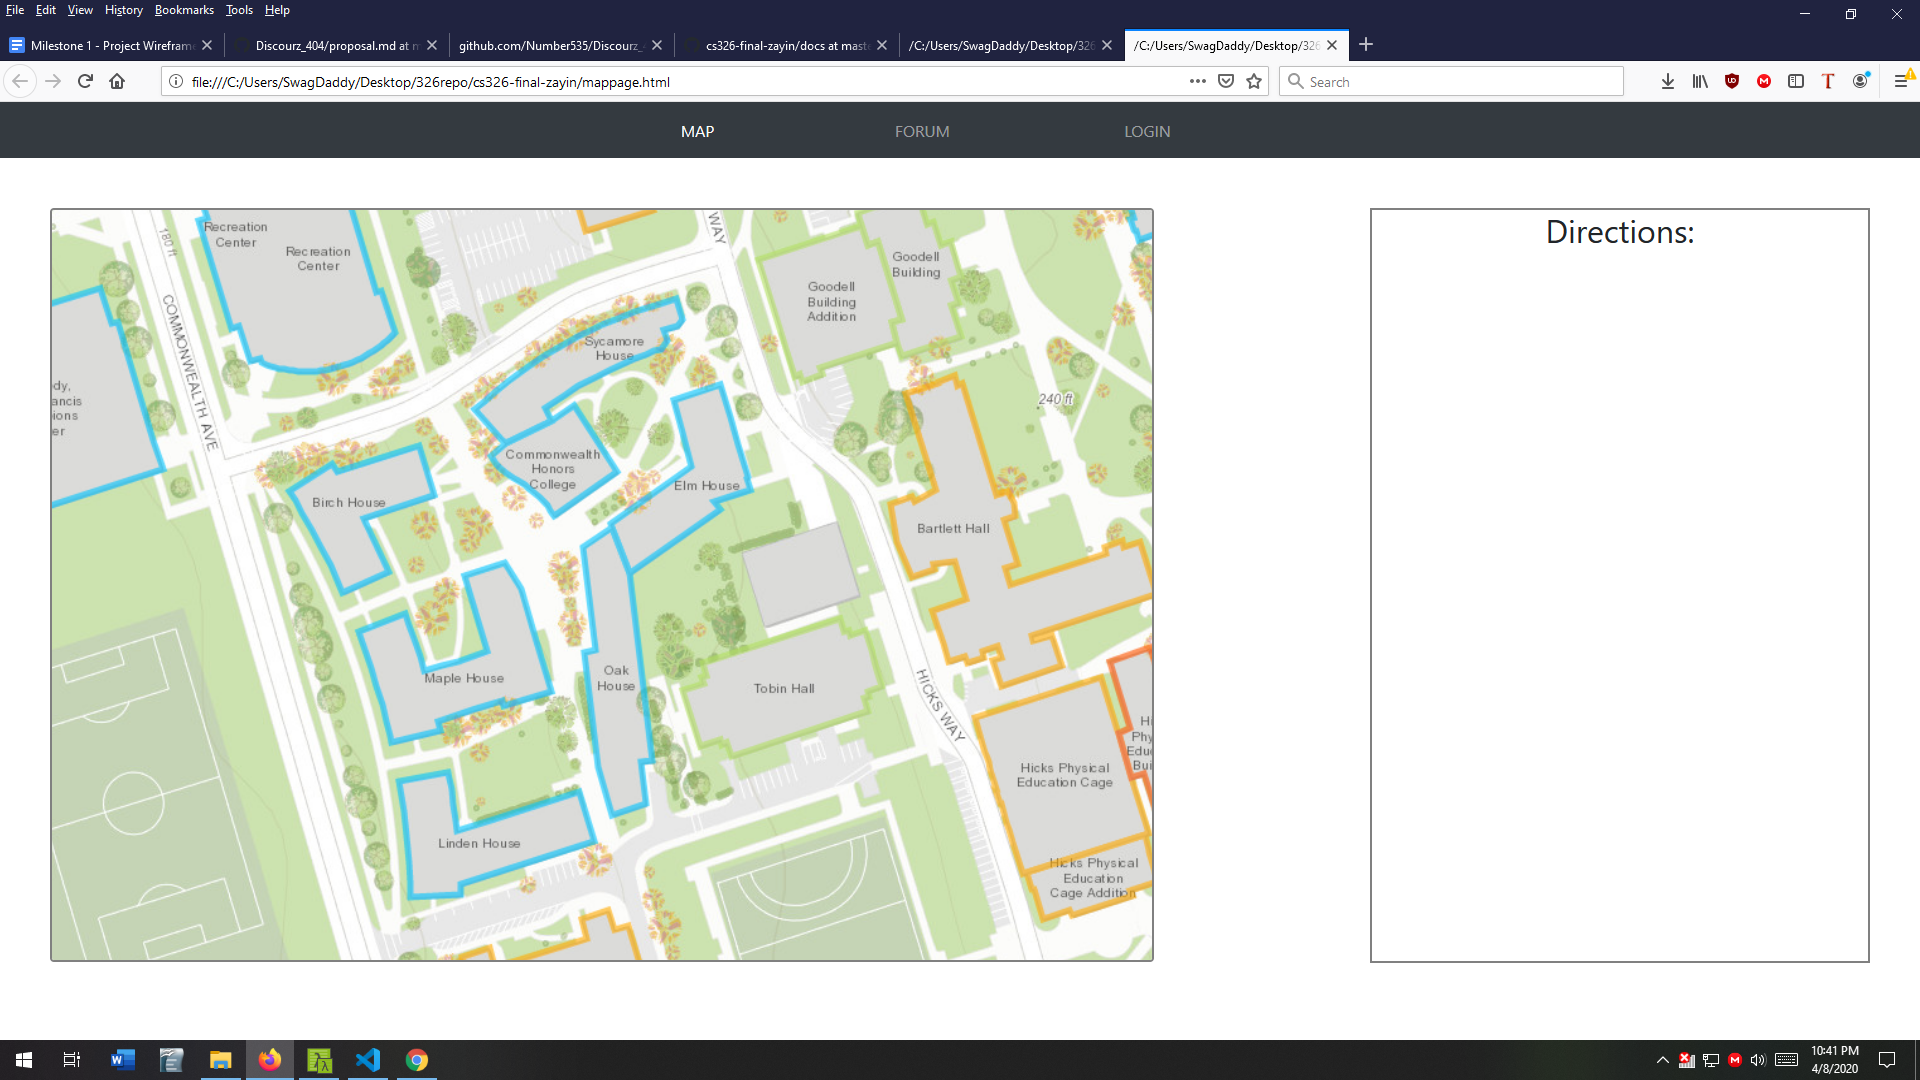 File Edit View History Bookmarks Tools Help
Milestone 1 - Project Wirefram
Discourz_404/proposal.md at m
github.com/Number535/Discourz_
cs326-final-zayin/docs at maste
/C:/Users/SwagDaddy/Desktop/326
/C:/Users/SwagDaddy/Desktop/326
file:///C:/Users/SwagDaddy/Desktop/326repo/cs326-final-zayin/mappage.html
Search
MAP FORUM LOGIN
Directions:
180 ft
Recreation
Center
Recreation
Center
WAY
Goodell
Building
Goodell
Building
Addition
COMMONWEALTH AVE
Sycamore
House
dy,
ancis
ions
er
240 ft
Commonwealth
Honors
College
Elm House
Birch House
Bartlett Hall
Oak
House
Maple House
Tobin Hall
HICKS WAY
Hi
Phy
Edu
Bui
Hicks Physical
Education Cage
Linden House
Hicks Physical
Education
Cage Addition
10:41 PM
4/8/2020